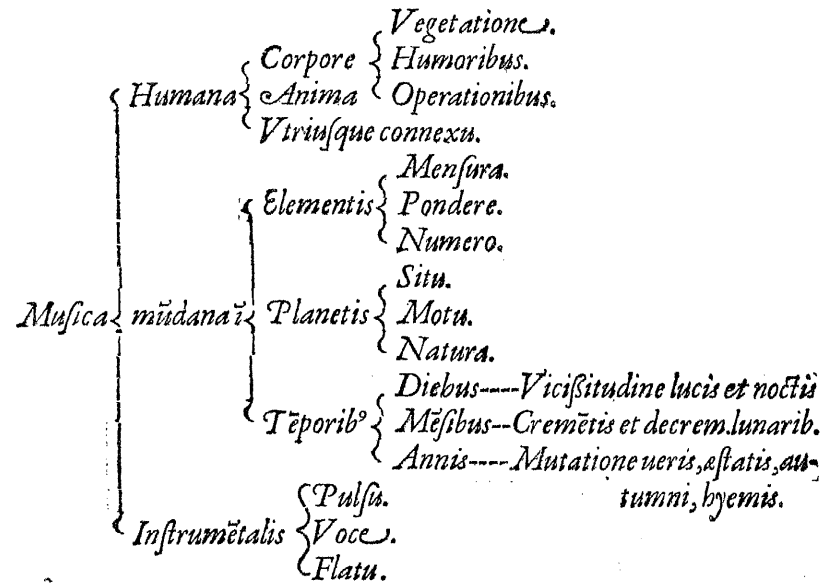 Vegetatione.
Corpore Humoribus.
Humana Anima Operationibus.
Vtriuſque connexu.
Menſura.
Elementis Pondere.
Numero.
Situ.
Muſica mūdana ī Planetis Motu.
Natura.
Diebus----Vicißitudine lucis et noctiū
Tēporibꝰ Mēſibus--Cremētis et decrem.lunarib.
Annis----Mutatione ueris,æſtatis,au-
tumni, hyemis.
Pulſu.
Inſtrumētalis Voce.
Flatu.